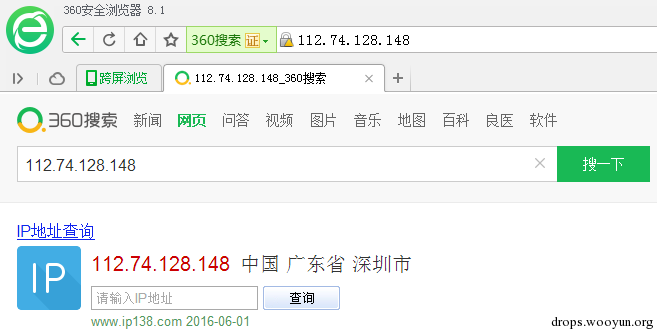 360安全浏览器 8.1
360搜索 证 112.74.128.148
跨屏浏览 112.74.128.148_360搜索
360搜索 新闻 网页 问答 视频 图片 音乐 地图 百科 良医 软件
112.74.128.148 搜一下
IP地址查询
IP 112.74.128.148 中国 广东省 深圳市
请输入IP地址 查询
www.ip138.com 2016-06-01
drops.wooyun.org